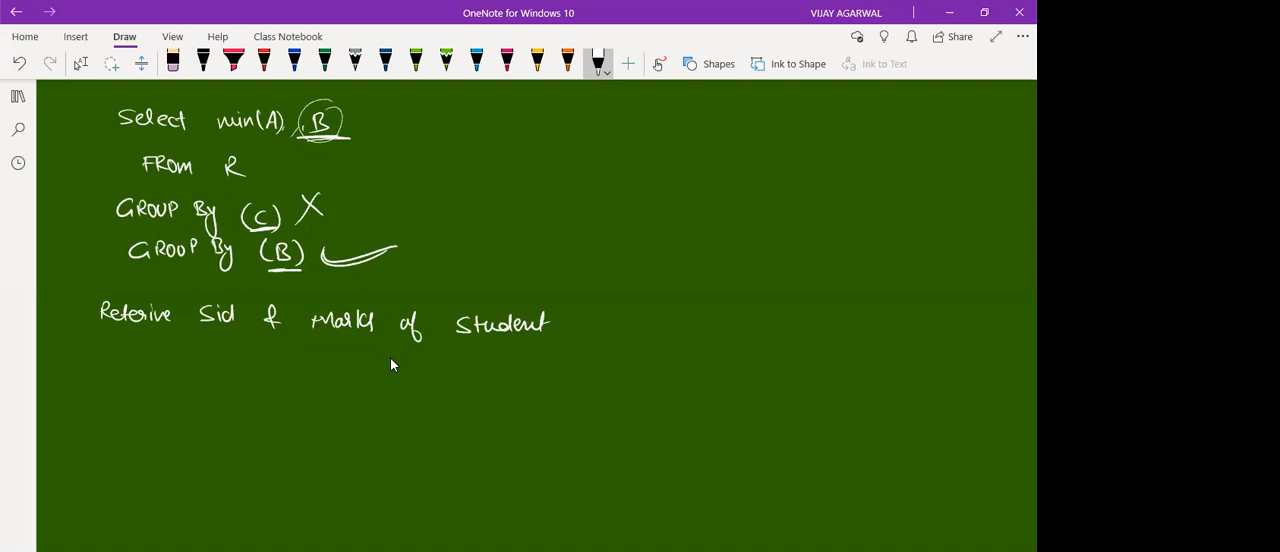 OneNote for Windows 10
VIJAY AGARWAL
Home Insert Draw View Help Class Notebook
Share
Shapes Ink to Shape Ink to Text
Select min(A), B
FROM R
GROUP By (C) X
GROUP By (B) ✓
Reterive Sid & Marks of Student